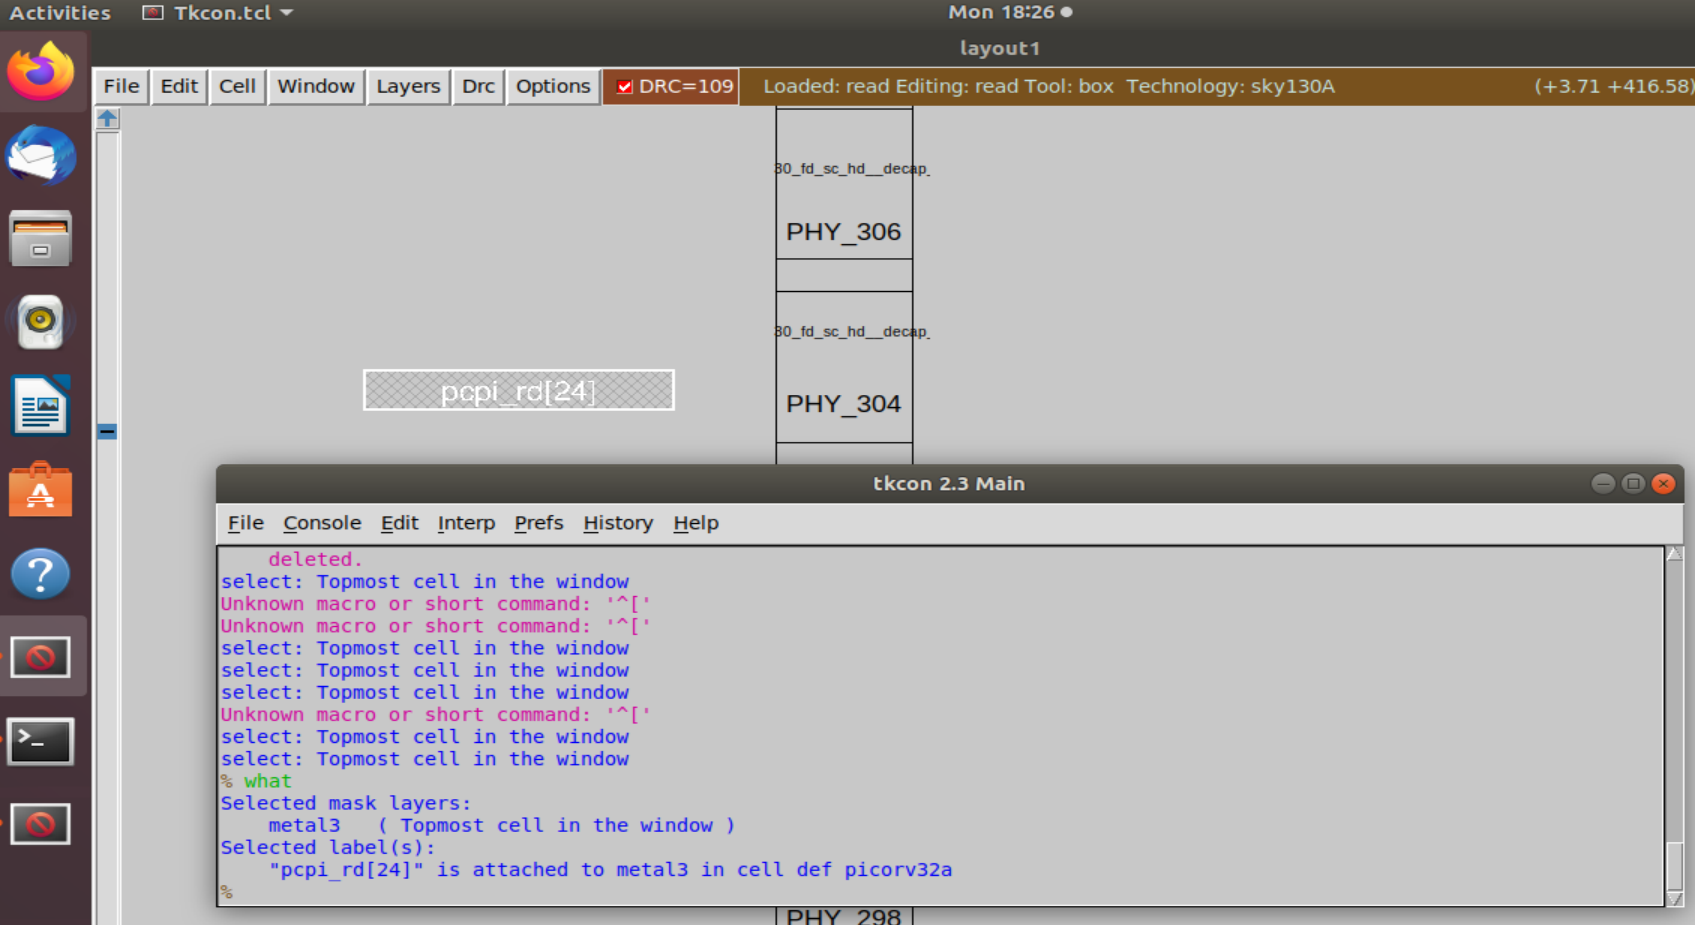 Activities Tkcon.tcl Mon 18:26
layout1
File Edit Cell Window Layers Drc Options DRC=109 Loaded: read Editing: read Tool: box Technology: sky130A (+3.71 +416.58)
30_fd_sc_hd__decap_
PHY_306
30_fd_sc_hd__decap_
pcpi_rd[24]
PHY_304
tkcon 2.3 Main
File Console Edit Interp Prefs History Help
deleted.
select: Topmost cell in the window
Unknown macro or short command: '^['
Unknown macro or short command: '^['
select: Topmost cell in the window
select: Topmost cell in the window
select: Topmost cell in the window
Unknown macro or short command: '^['
select: Topmost cell in the window
select: Topmost cell in the window
% what
Selected mask layers:
metal3 ( Topmost cell in the window )
Selected label(s):
"pcpi_rd[24]" is attached to metal3 in cell def picorv32a
%
PHY_298